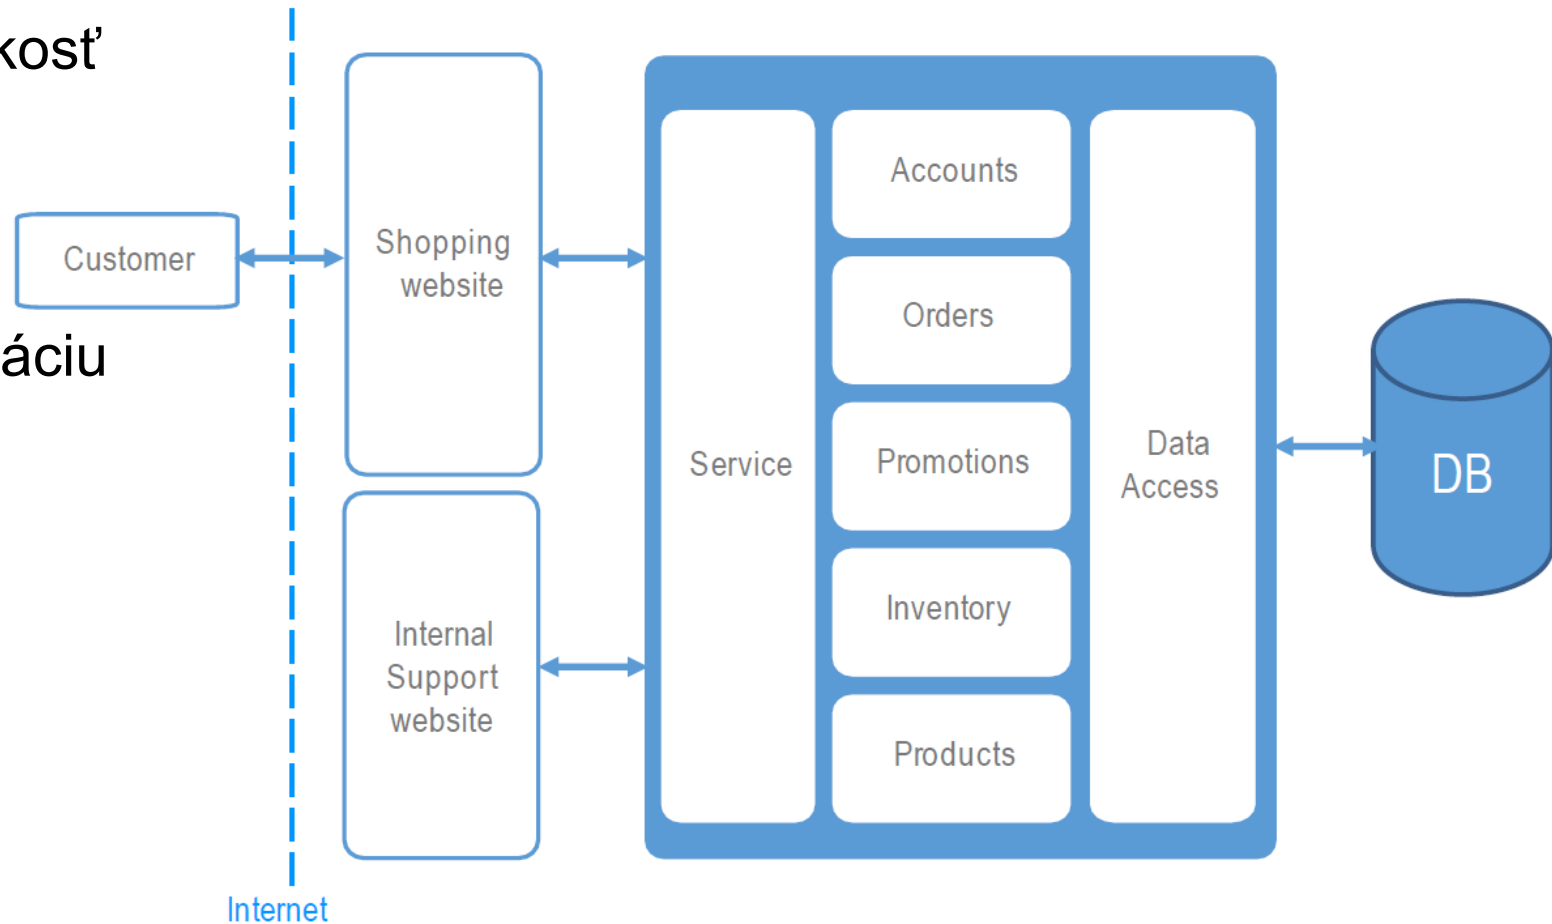 kosť
áciu
Customer
Shopping
website
Internal
Support
website
Service
Accounts
Orders
Promotions
Inventory
Products
Data
Access
DB
Internet